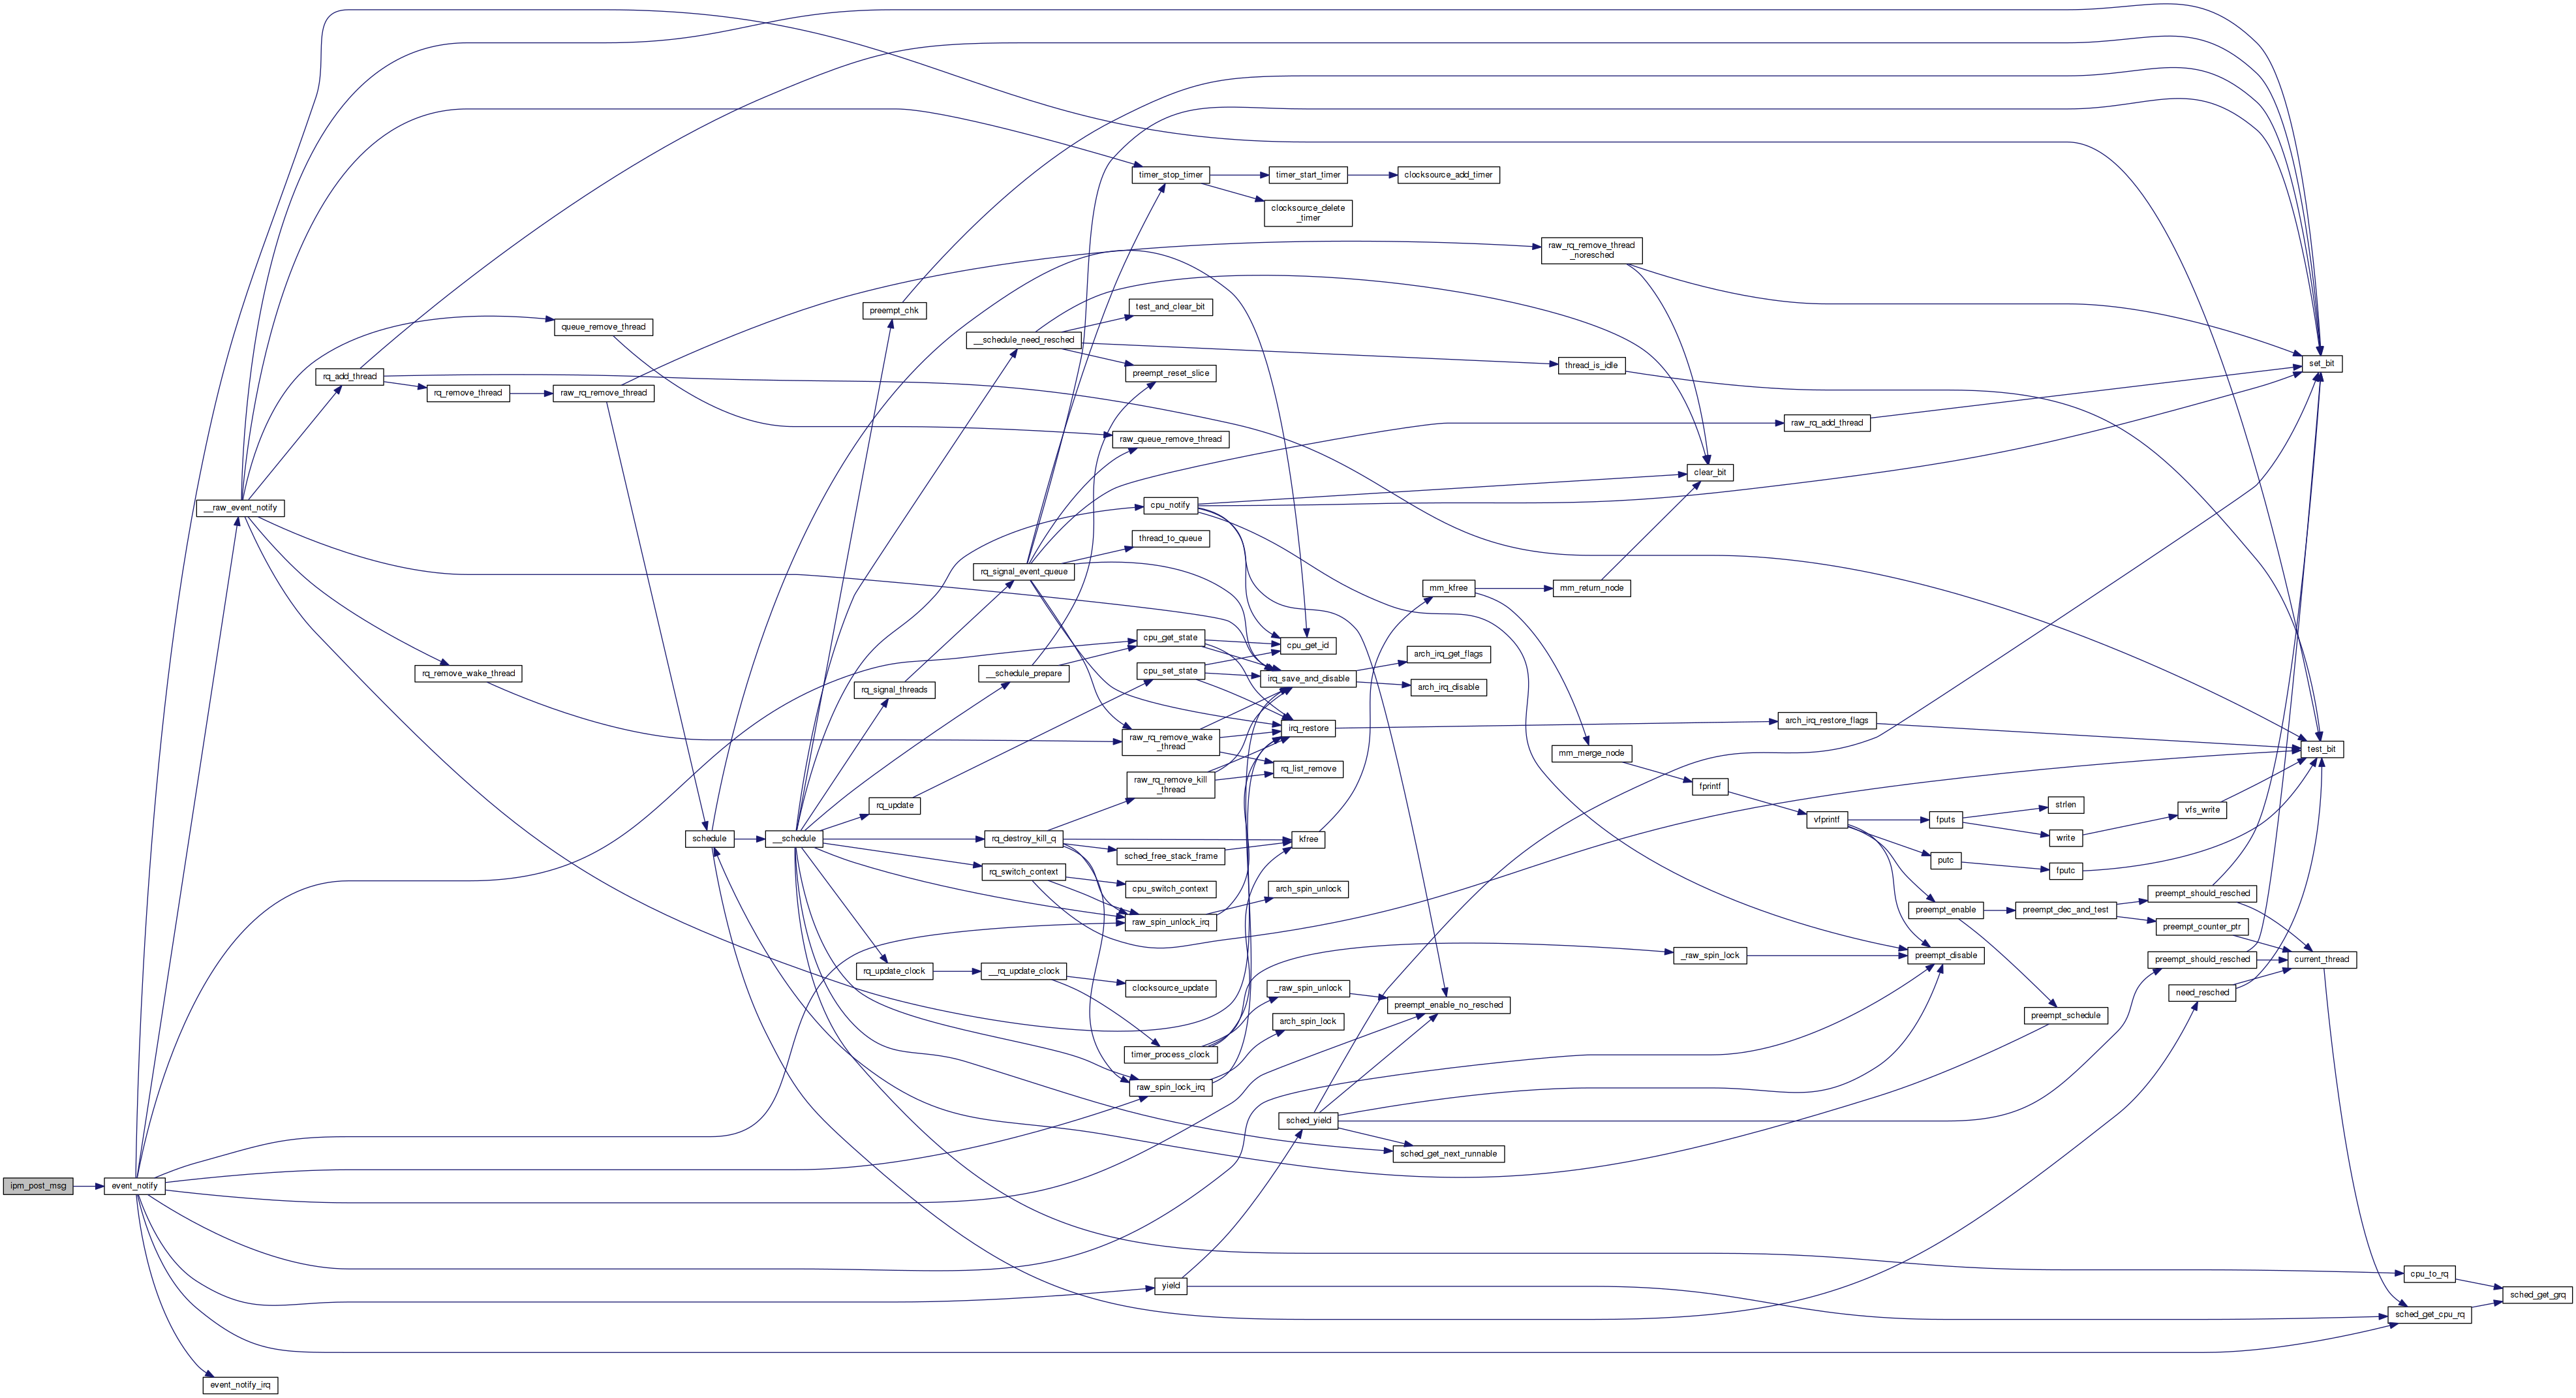 timer_stop_timer
timer_start_timer
clocksource_add_timer
clocksource_delete
_timer
raw_rq_remove_thread
_noresched
test_and_clear_bit
preempt_chk
queue_remove_thread
__schedule_need_resched
thread_is_idle
set_bit
preempt_reset_slice
rq_add_thread
rq_remove_thread
raw_rq_remove_thread
raw_rq_add_thread
raw_queue_remove_thread
clear_bit
__raw_event_notify
cpu_notify
thread_to_queue
rq_signal_event_queue
mm_kfree
mm_return_node
cpu_get_state
cpu_get_id
arch_irq_get_flags
rq_remove_wake_thread
__schedule_prepare
cpu_set_state
irq_save_and_disable
arch_irq_disable
rq_signal_threads
arch_irq_restore_flags
irq_restore
raw_rq_remove_wake
_thread
mm_merge_node
test_bit
rq_list_remove
raw_rq_remove_kill
_thread
fprintf
rq_update
strlen
vfs_write
vfprintf
fputs
schedule
__schedule
rq_destroy_kill_q
kfree
write
sched_free_stack_frame
putc
rq_switch_context
fputc
cpu_switch_context
arch_spin_unlock
preempt_should_resched
preempt_enable
preempt_dec_and_test
raw_spin_unlock_irq
preempt_counter_ptr
_raw_spin_lock
preempt_disable
preempt_should_resched
current_thread
rq_update_clock
__rq_update_clock
clocksource_update
_raw_spin_unlock
need_resched
preempt_enable_no_resched
preempt_schedule
arch_spin_lock
timer_process_clock
raw_spin_lock_irq
sched_yield
sched_get_next_runnable
ipm_post_msg
event_notify
cpu_to_rq
yield
sched_get_grq
sched_get_cpu_rq
event_notify_irq